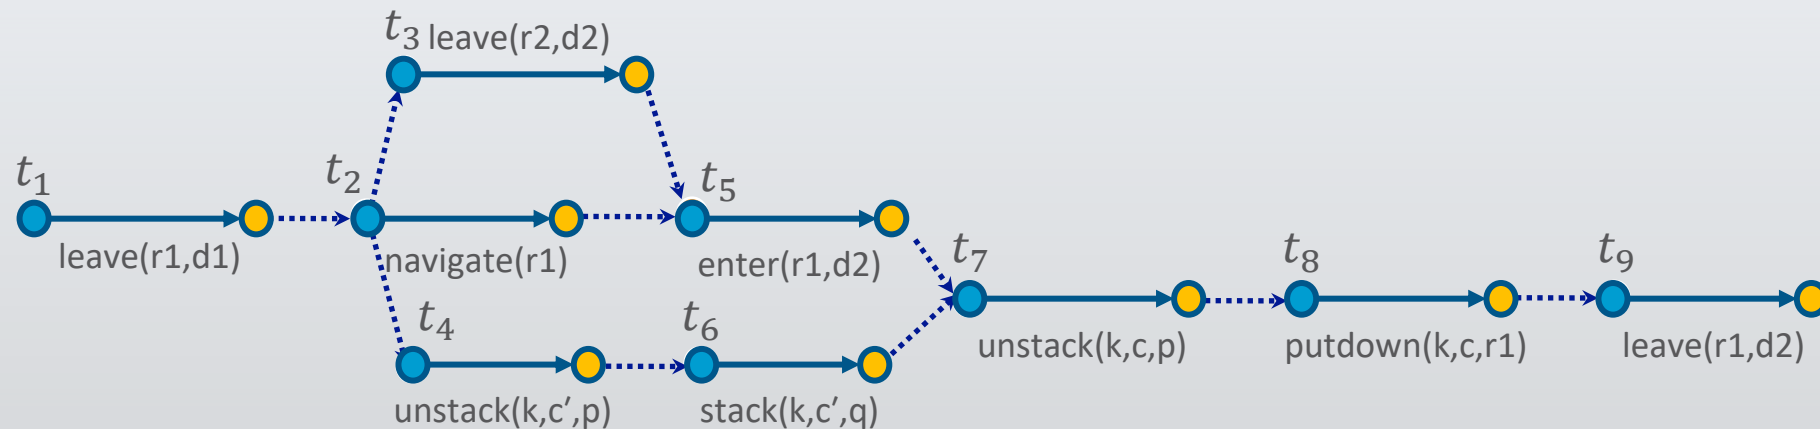 t₃ leave(r2,d2)
t₁
t₂
t₅
leave(r1,d1)
navigate(r1)
enter(r1,d2)
t₇
t₈
t₉
t₄
t₆
unstack(k,c,p)
putdown(k,c,r1)
leave(r1,d2)
unstack(k,c′,p)
stack(k,c′,q)